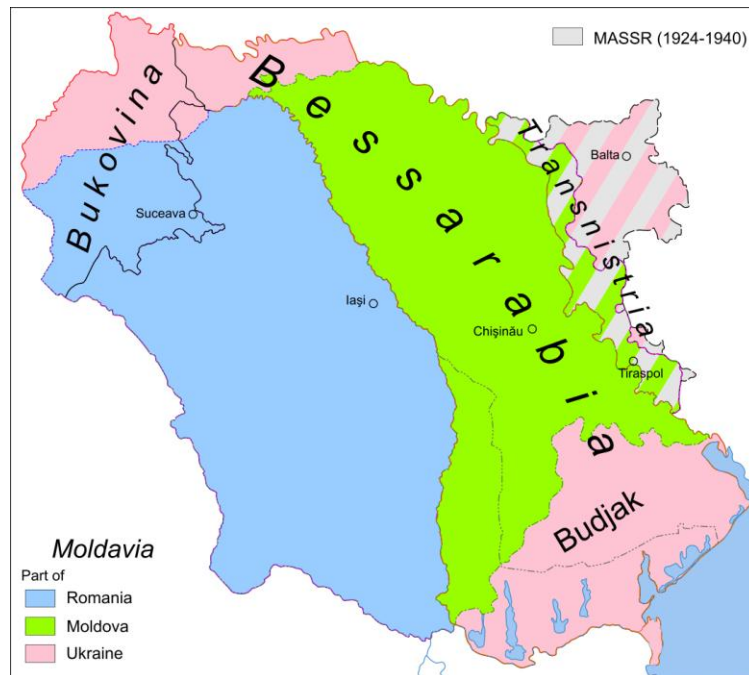 MASSR (1924-1940)
Bessarabia
Bukovina
Transnistria
Balta
Suceava
Iași
Chișinău
Tiraspol
Budjak
Moldavia
Part of
Romania
Moldova
Ukraine